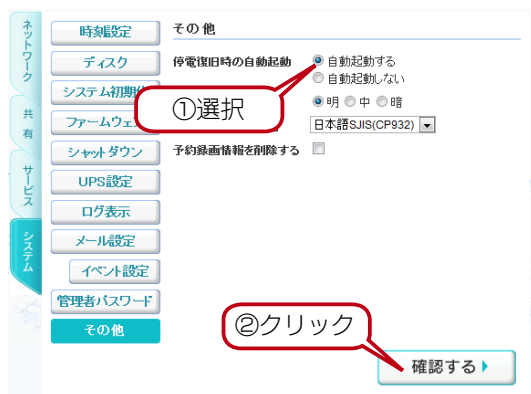 ネットワーク
共有
サービス
システム
時刻設定
ディスク
システム初期化
ファームウェア
シャットダウン
UPS設定
ログ表示
メール設定
イベント設定
管理者パスワード
その他
その他
停電復旧時の自動起動
自動起動する
自動起動しない
①選択
明 中 暗
日本語SJIS(CP932)
予約録画情報を削除する
②クリック
確認する